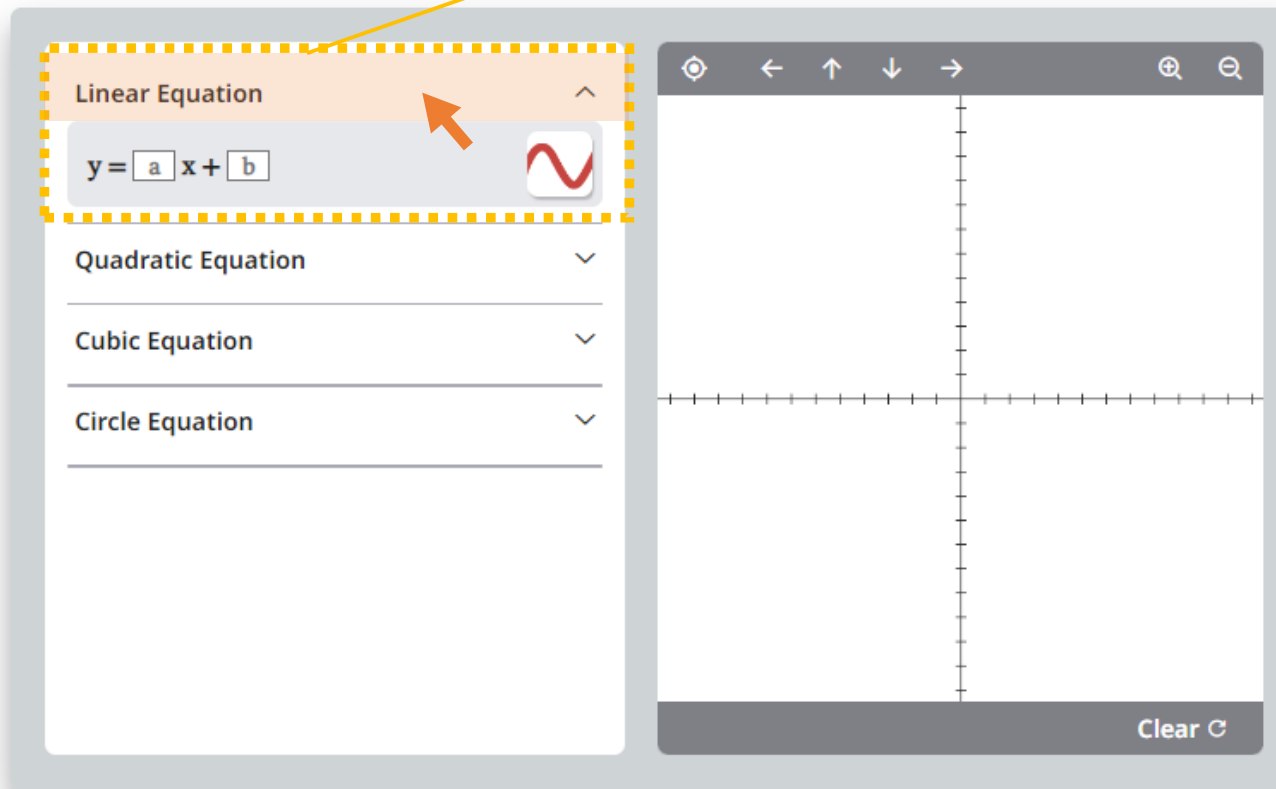 Linear Equation
y = a x + b
Quadratic Equation
Cubic Equation
Circle Equation
Clear